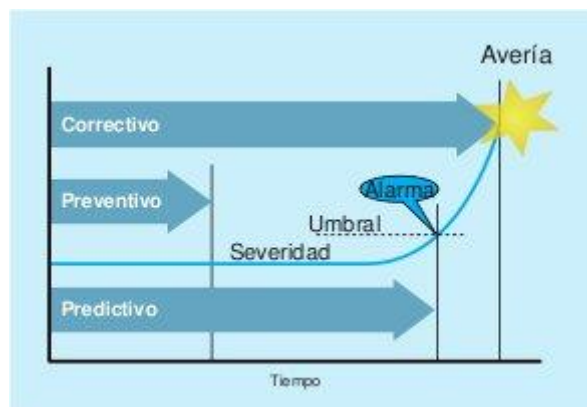 Avería
Correctivo
Preventivo
Alarma
Umbral
Severidad
Predictivo
Tiempo